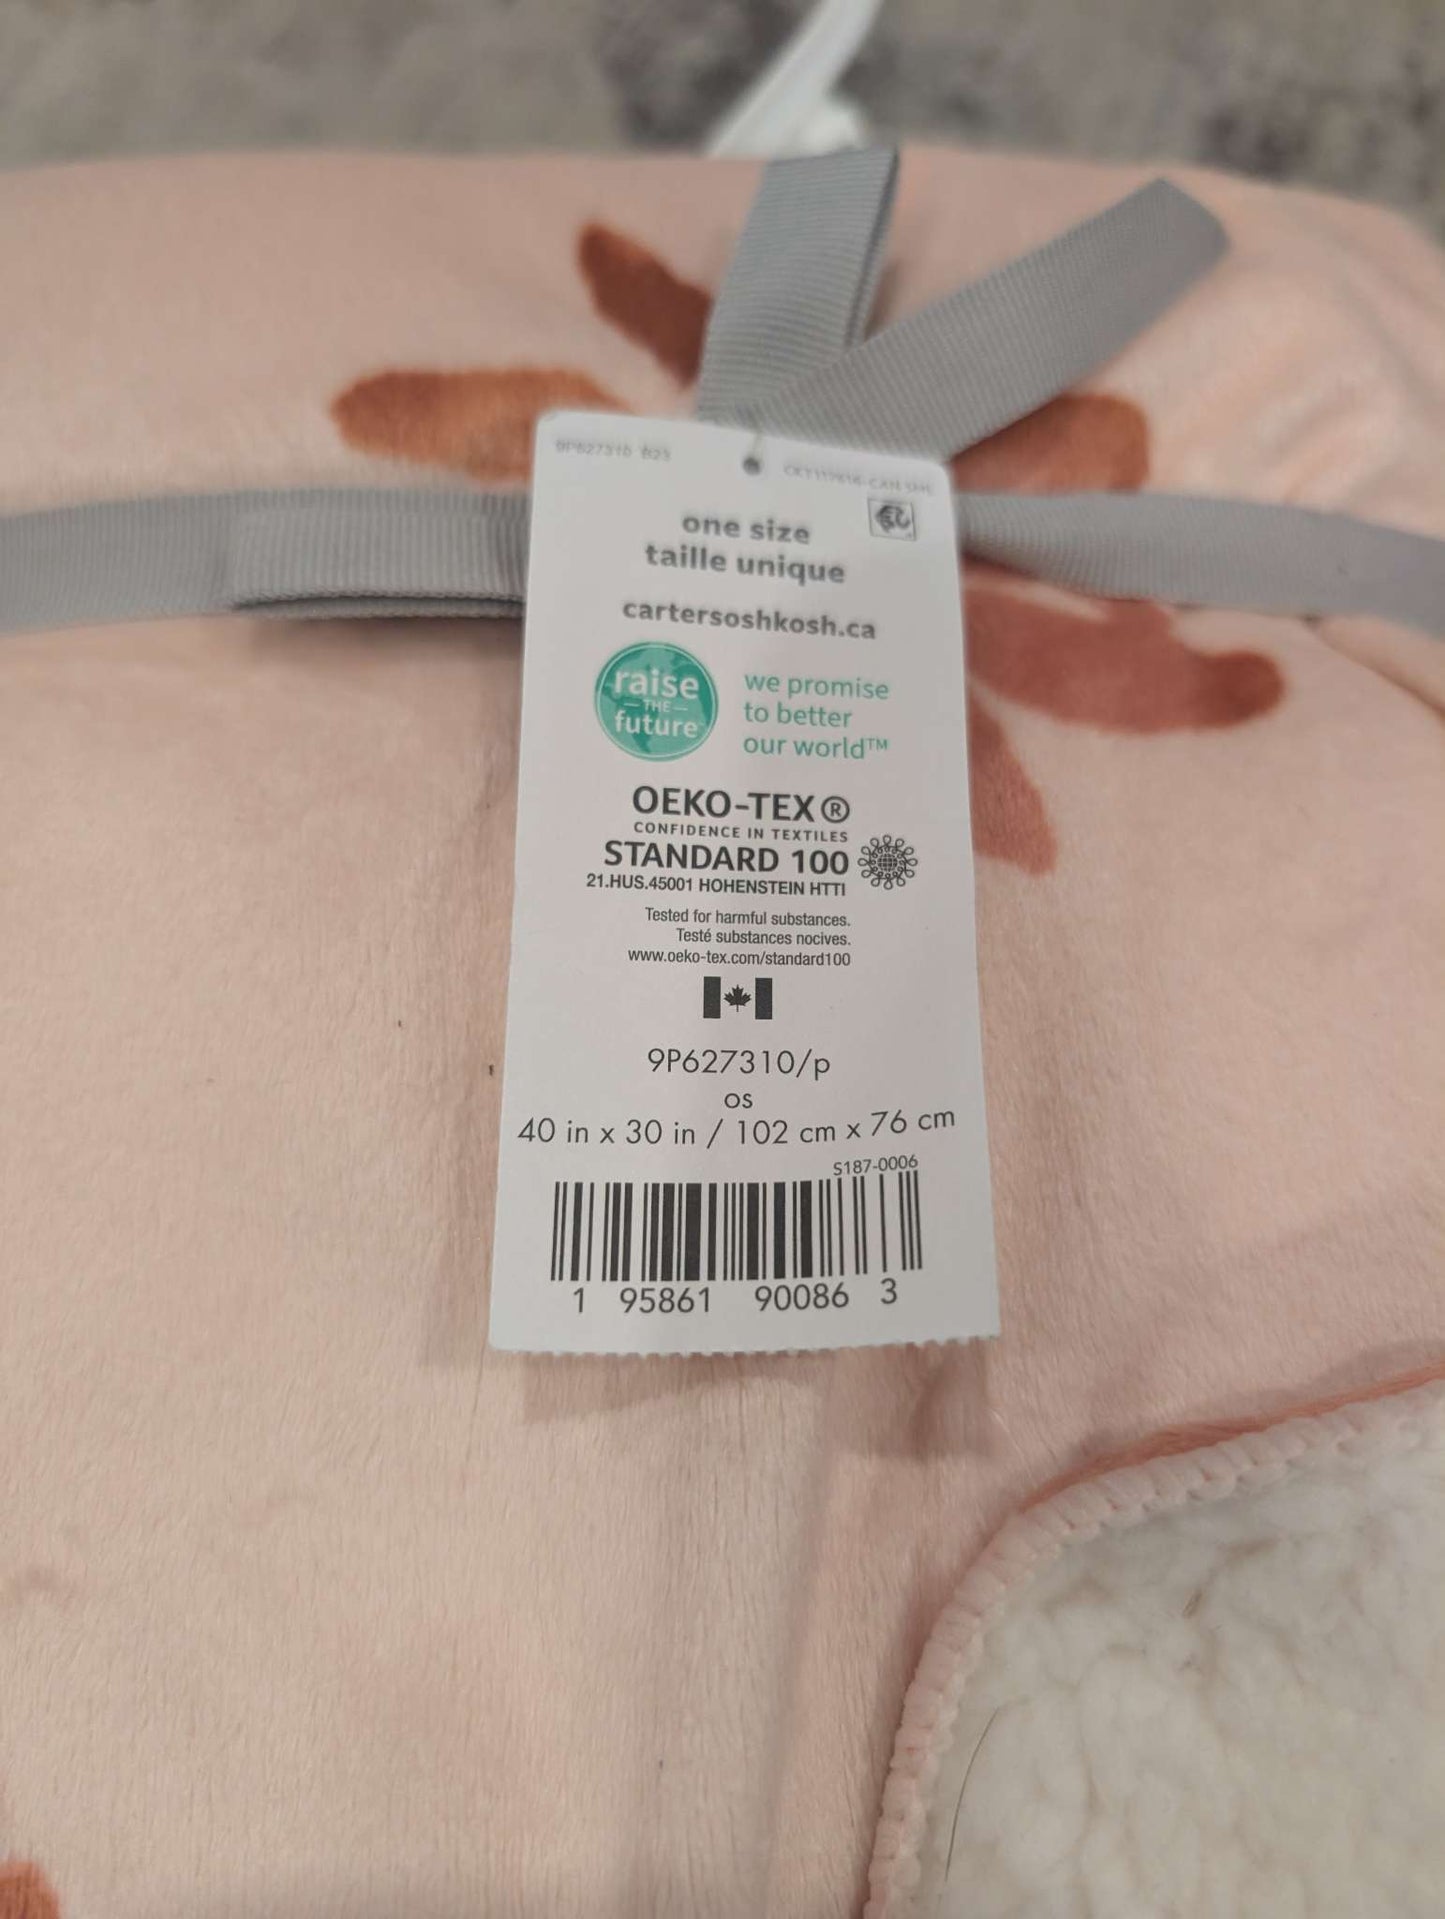 9P627310 B23
one size
taille unique
cartersoshkosh.ca
raise
THE
future
we promise
to better
our world™
OEKO-TEX®
CONFIDENCE IN TEXTILES
STANDARD 100
21.HUS.45001 HOHENSTEIN HTTI
Tested for harmful substances.
Testé substances nocives.
www.oeko-tex.com/standard100
9P627310/p
OS
40 in x 30 in / 102 cm x 76 cm
S187-0006
1 95861 90086 3